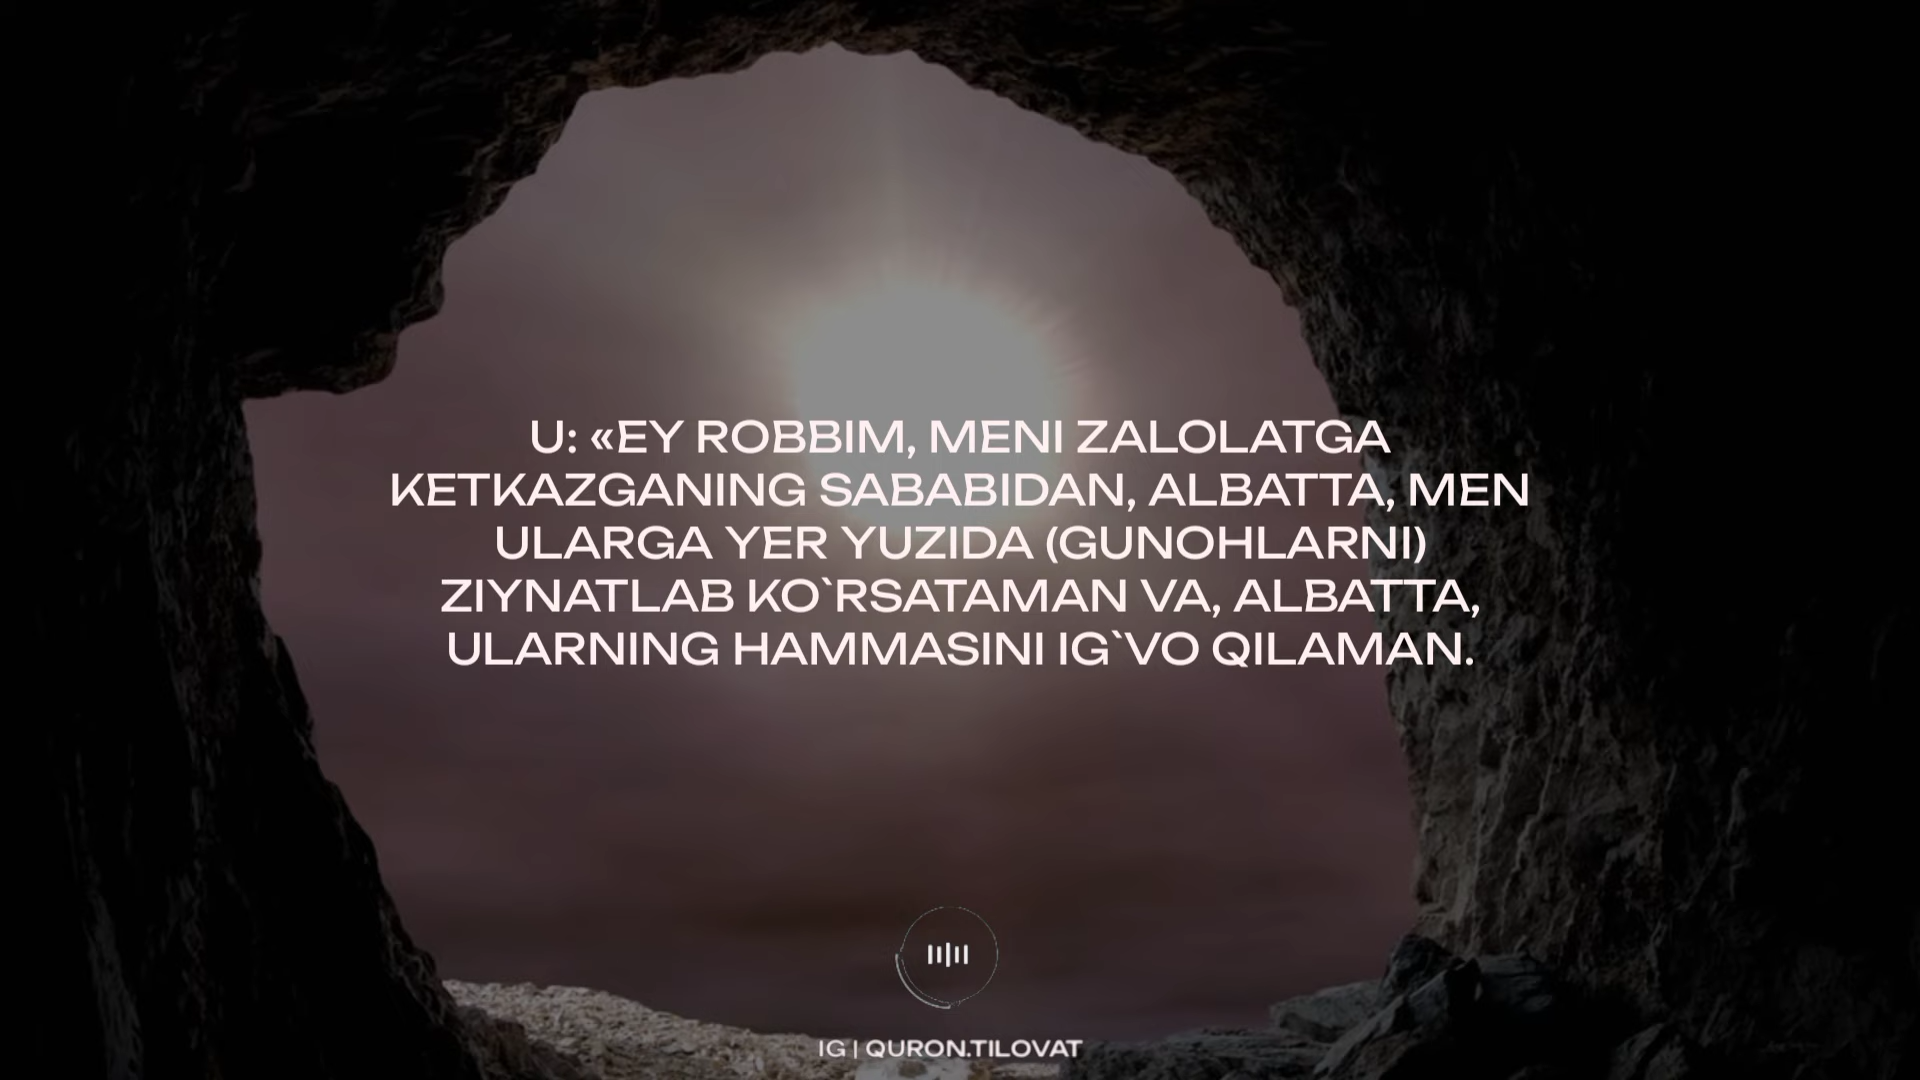 U: «EY ROBBIM, MENI ZALOLATGA
KETKAZGANING SABABIDAN, ALBATTA, MEN
ULARGA YER YUZIDA (GUNOHLARNI)
ZIYNATLAB KO`RSATAMAN VA, ALBATTA,
ULARNING HAMMASINI IG`VO QILAMAN.
IG | QURON.TILOVAT